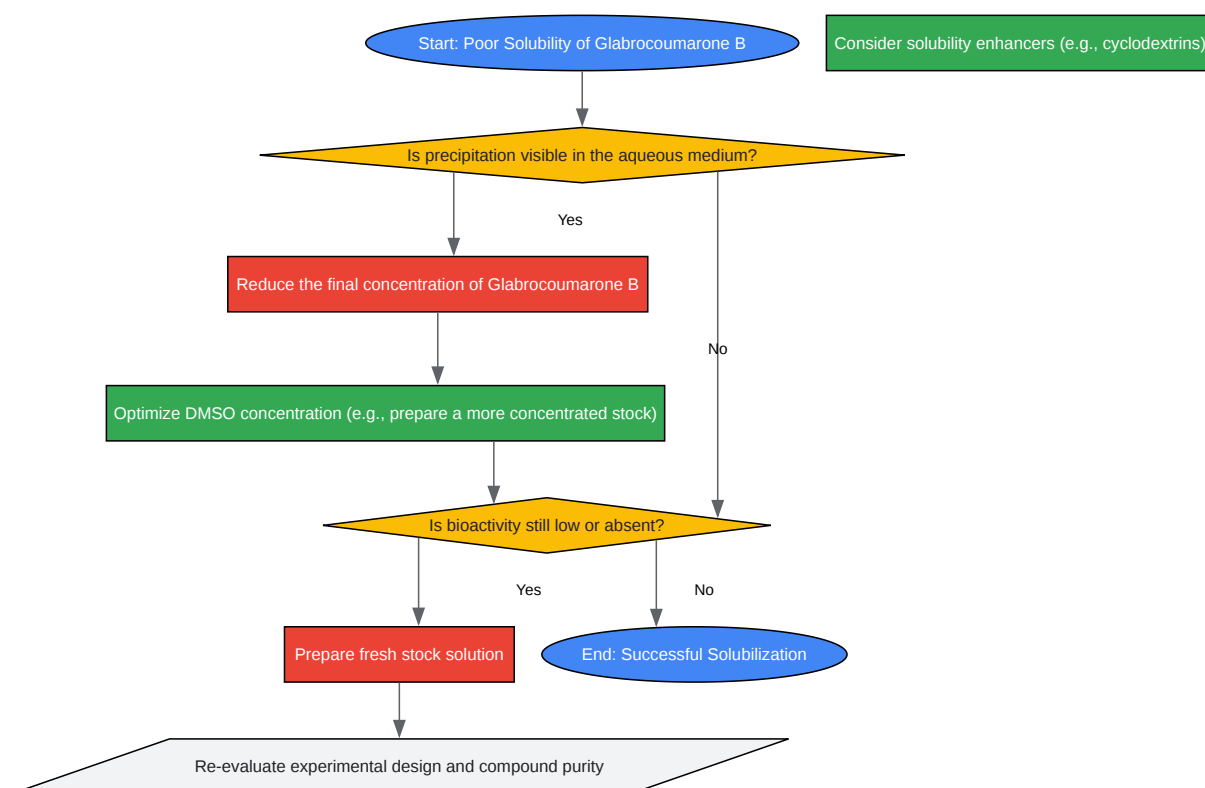 Start: Poor Solubility of Glabrocoumarone B
Consider solubility enhancers (e.g., cyclodextrins)
Is precipitation visible in the aqueous medium?
Yes
Reduce the final concentration of Glabrocoumarone B
No
Optimize DMSO concentration (e.g., prepare a more concentrated stock)
Is bioactivity still low or absent?
Yes
No
Prepare fresh stock solution
End: Successful Solubilization
Re-evaluate experimental design and compound purity